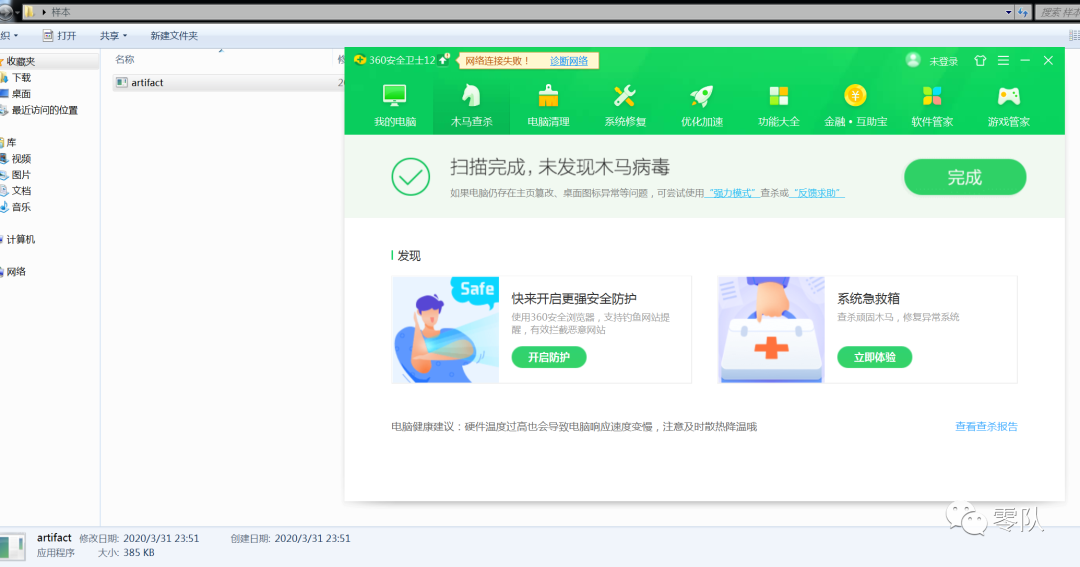 样本
搜索 样本
织
打开
共享
新建文件夹
收藏夹
下载
桌面
最近访问的位置
库
视频
图片
文档
音乐
计算机
网络
名称
修
artifact
2
360安全卫士12
网络连接失败！ 诊断网络
未登录
我的电脑
木马查杀
电脑清理
系统修复
优化加速
功能大全
金融•互助宝
软件管家
游戏管家
扫描完成, 未发现木马病毒
如果电脑仍存在主页篡改、桌面图标异常等问题，可尝试使用 “强力模式” 查杀或 “反馈求助”
完成
发现
Safe
快来开启更强安全防护
使用360安全浏览器，支持钓鱼网站提
醒，有效拦截恶意网站
开启防护
系统急救箱
查杀顽固木马，修复异常系统
立即体验
电脑健康建议：硬件温度过高也会导致电脑响应速度变慢，注意及时散热降温哦
查看查杀报告
零队
artifact 修改日期: 2020/3/31 23:51 创建日期: 2020/3/31 23:51
应用程序 大小: 385 KB